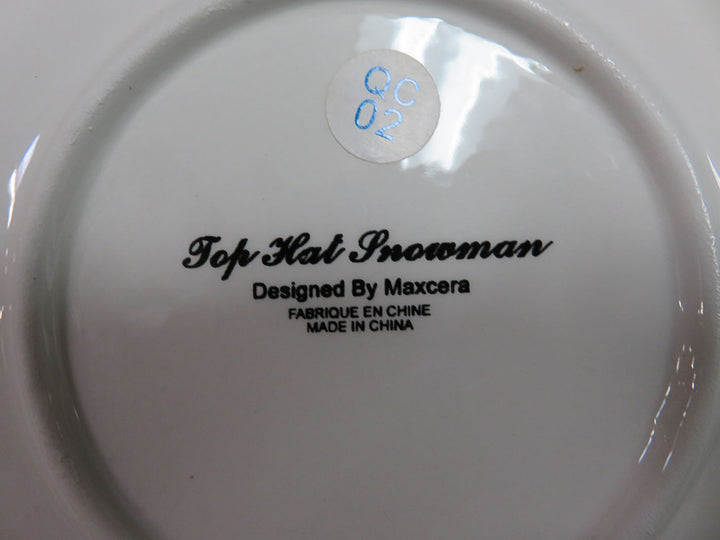 QC
02
Top Hat Snowman
Designed By Maxcera
FABRIQUE EN CHINE
MADE IN CHINA